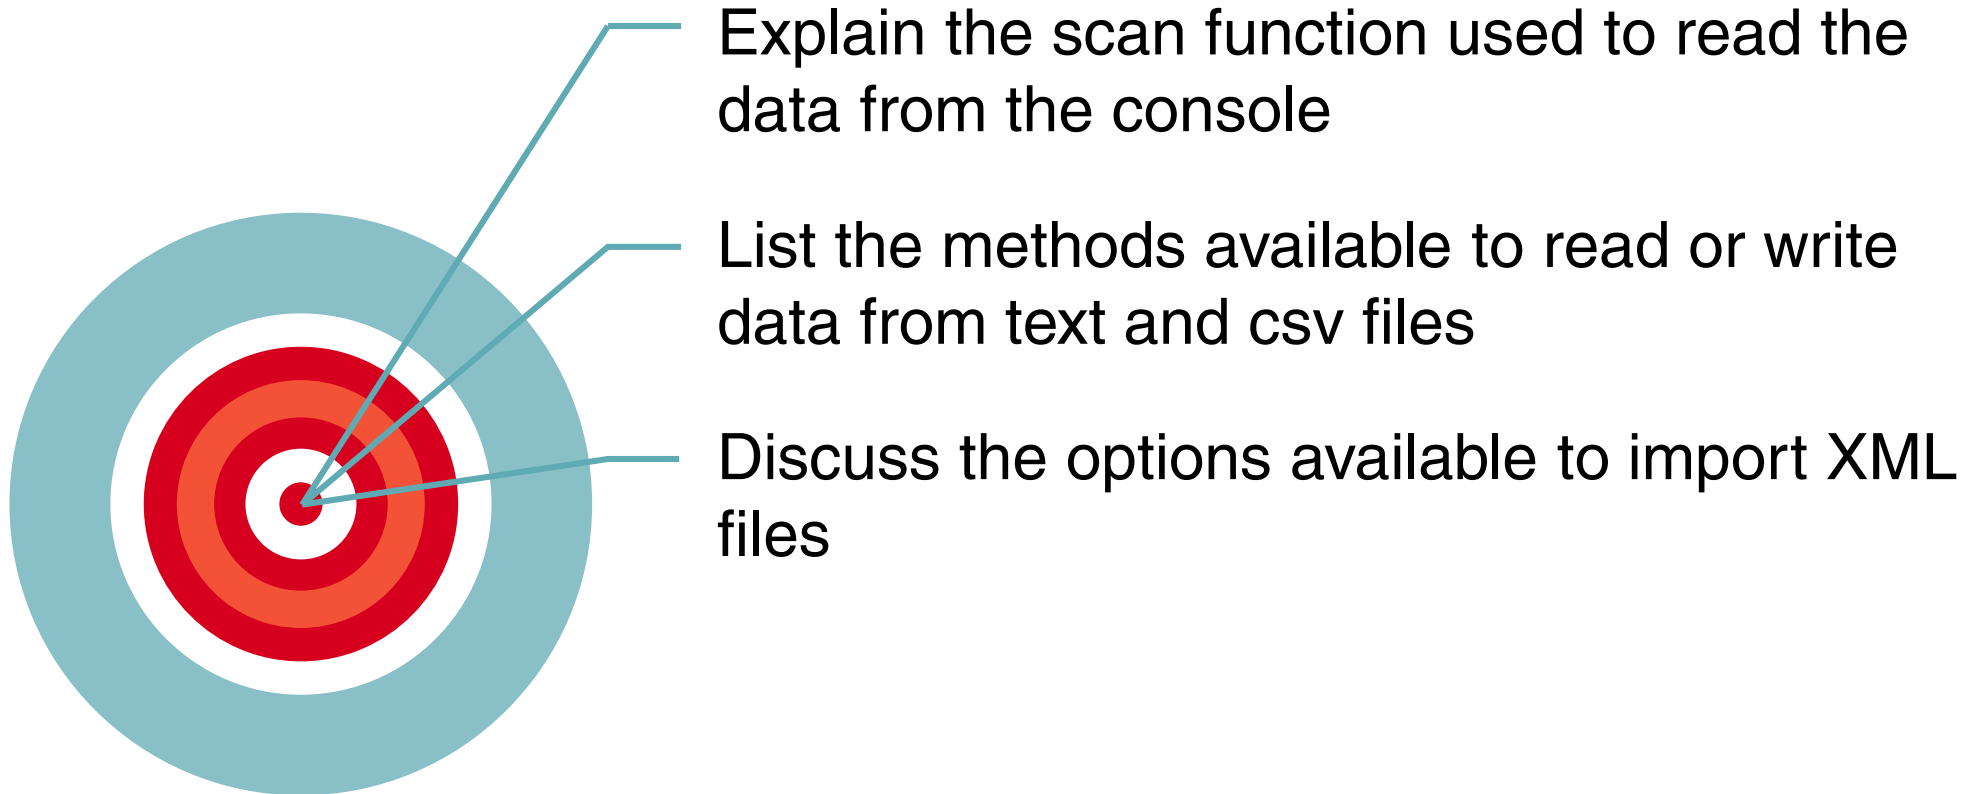 Explain the scan function used to read the
data from the console
List the methods available to read or write
data from text and csv files
Discuss the options available to import XML
files